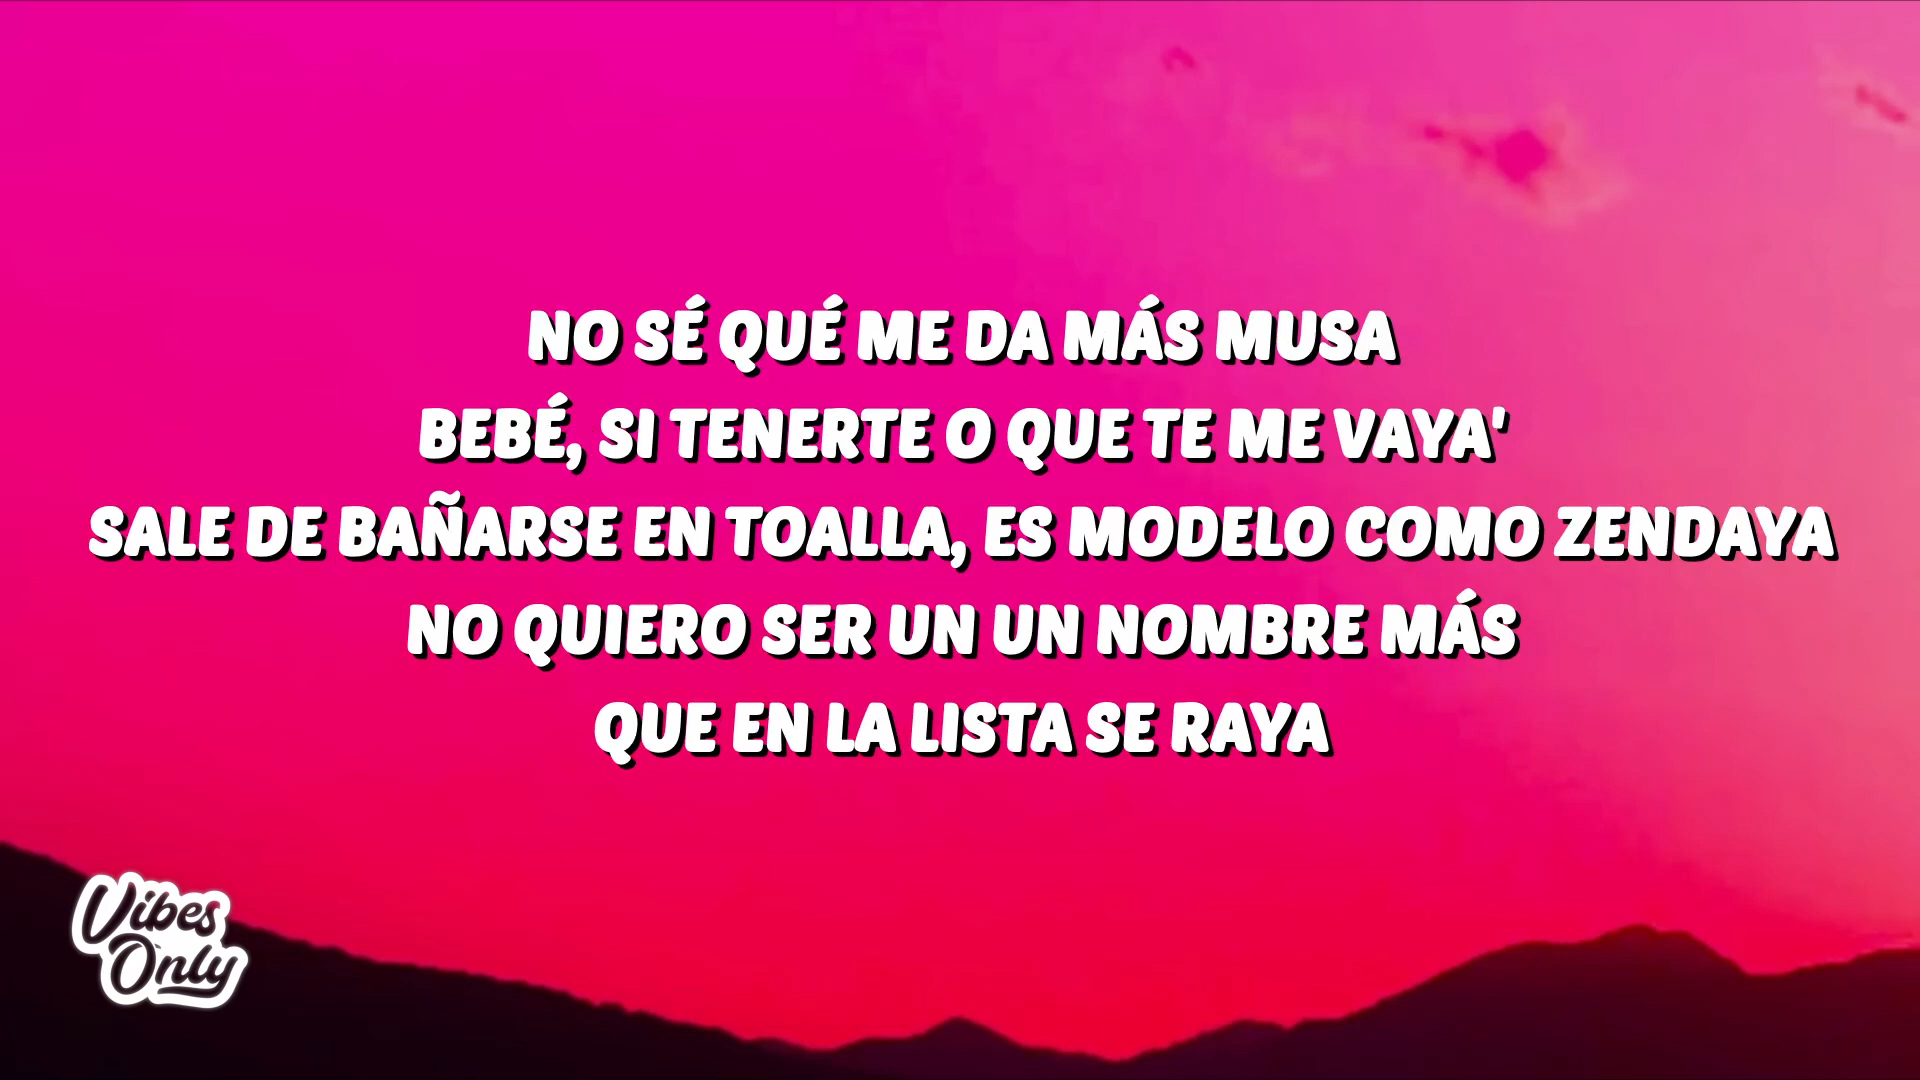 NO SÉ QUÉ ME DA MÁS MUSA
BEBÉ, SI TENERTE O QUE TE ME VAYA'
SALE DE BAÑARSE EN TOALLA, ES MODELO COMO ZENDAYA
NO QUIERO SER UN UN NOMBRE MÁS
QUE EN LA LISTA SE RAYA
Vibes
Only